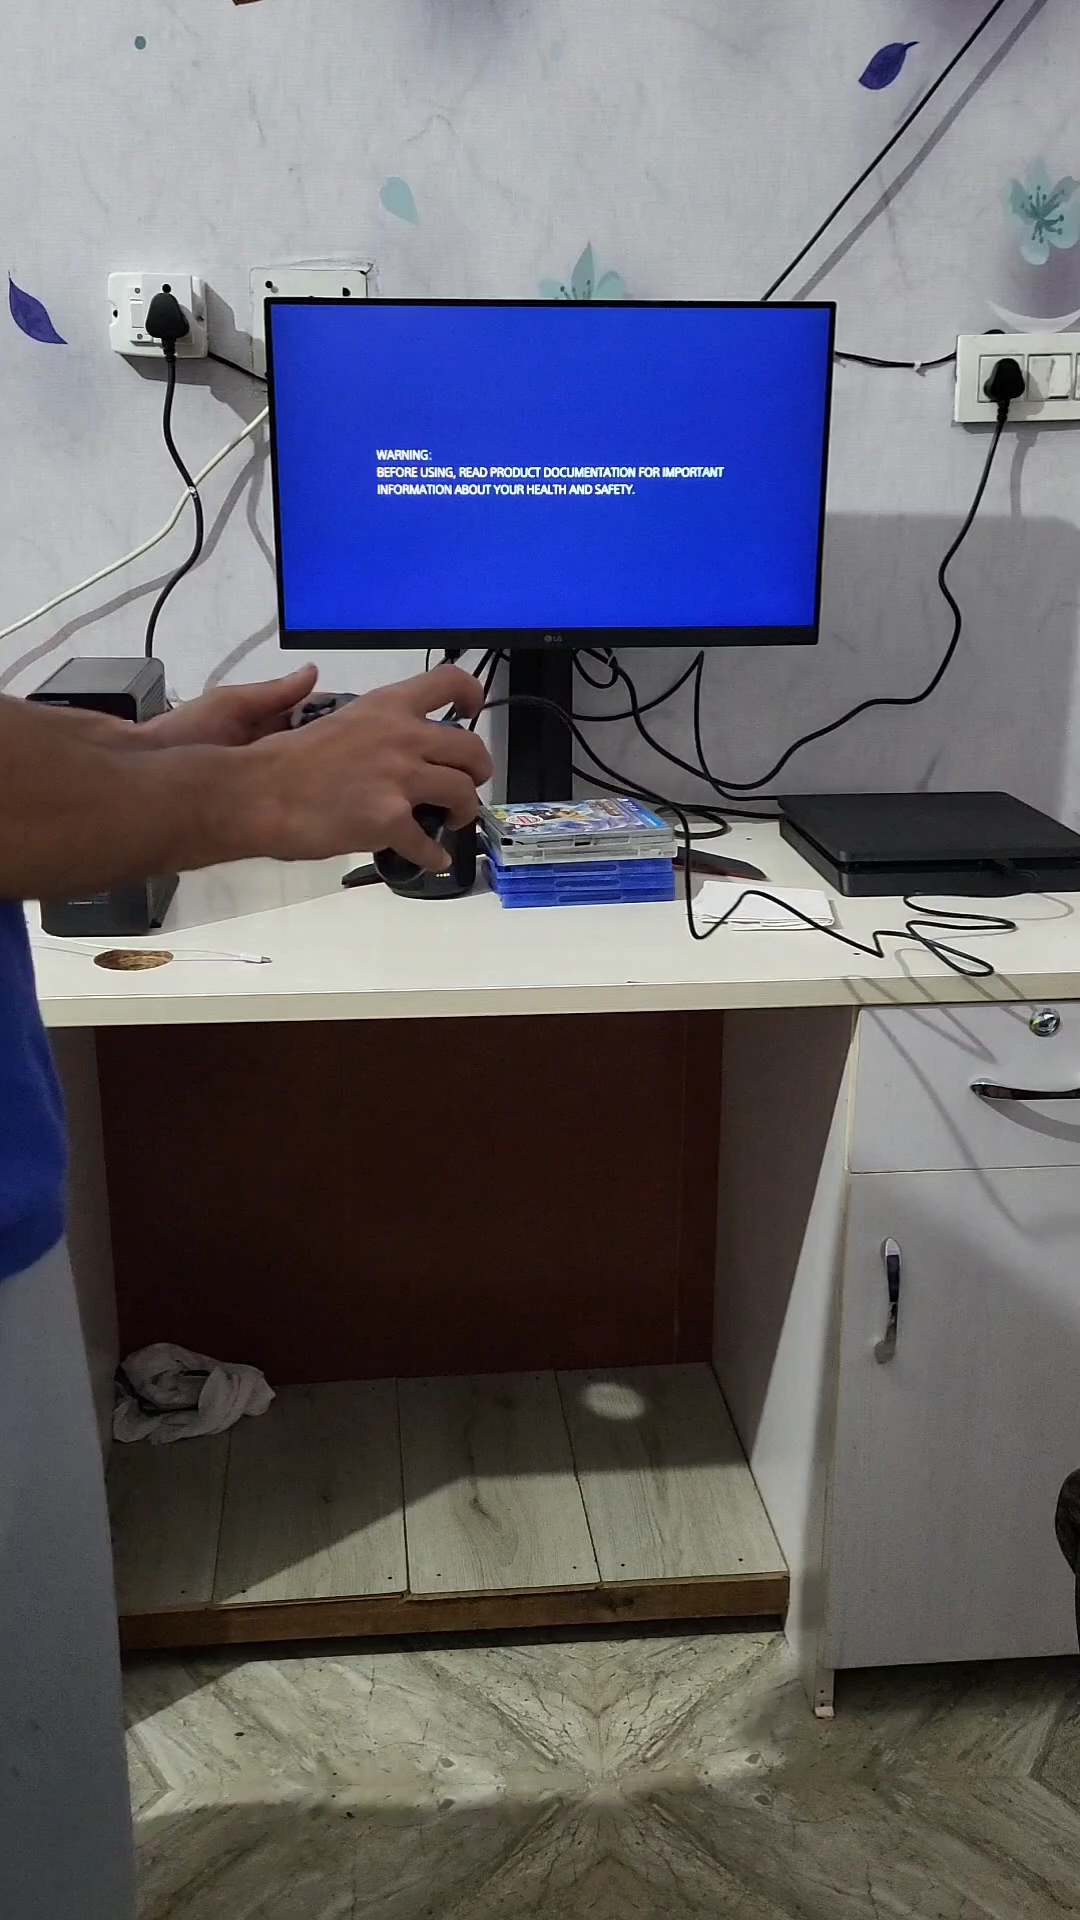 WARNING:
BEFORE USING, READ PRODUCT DOCUMENTATION FOR IMPORTANT
INFORMATION ABOUT YOUR HEALTH AND SAFETY.
LG